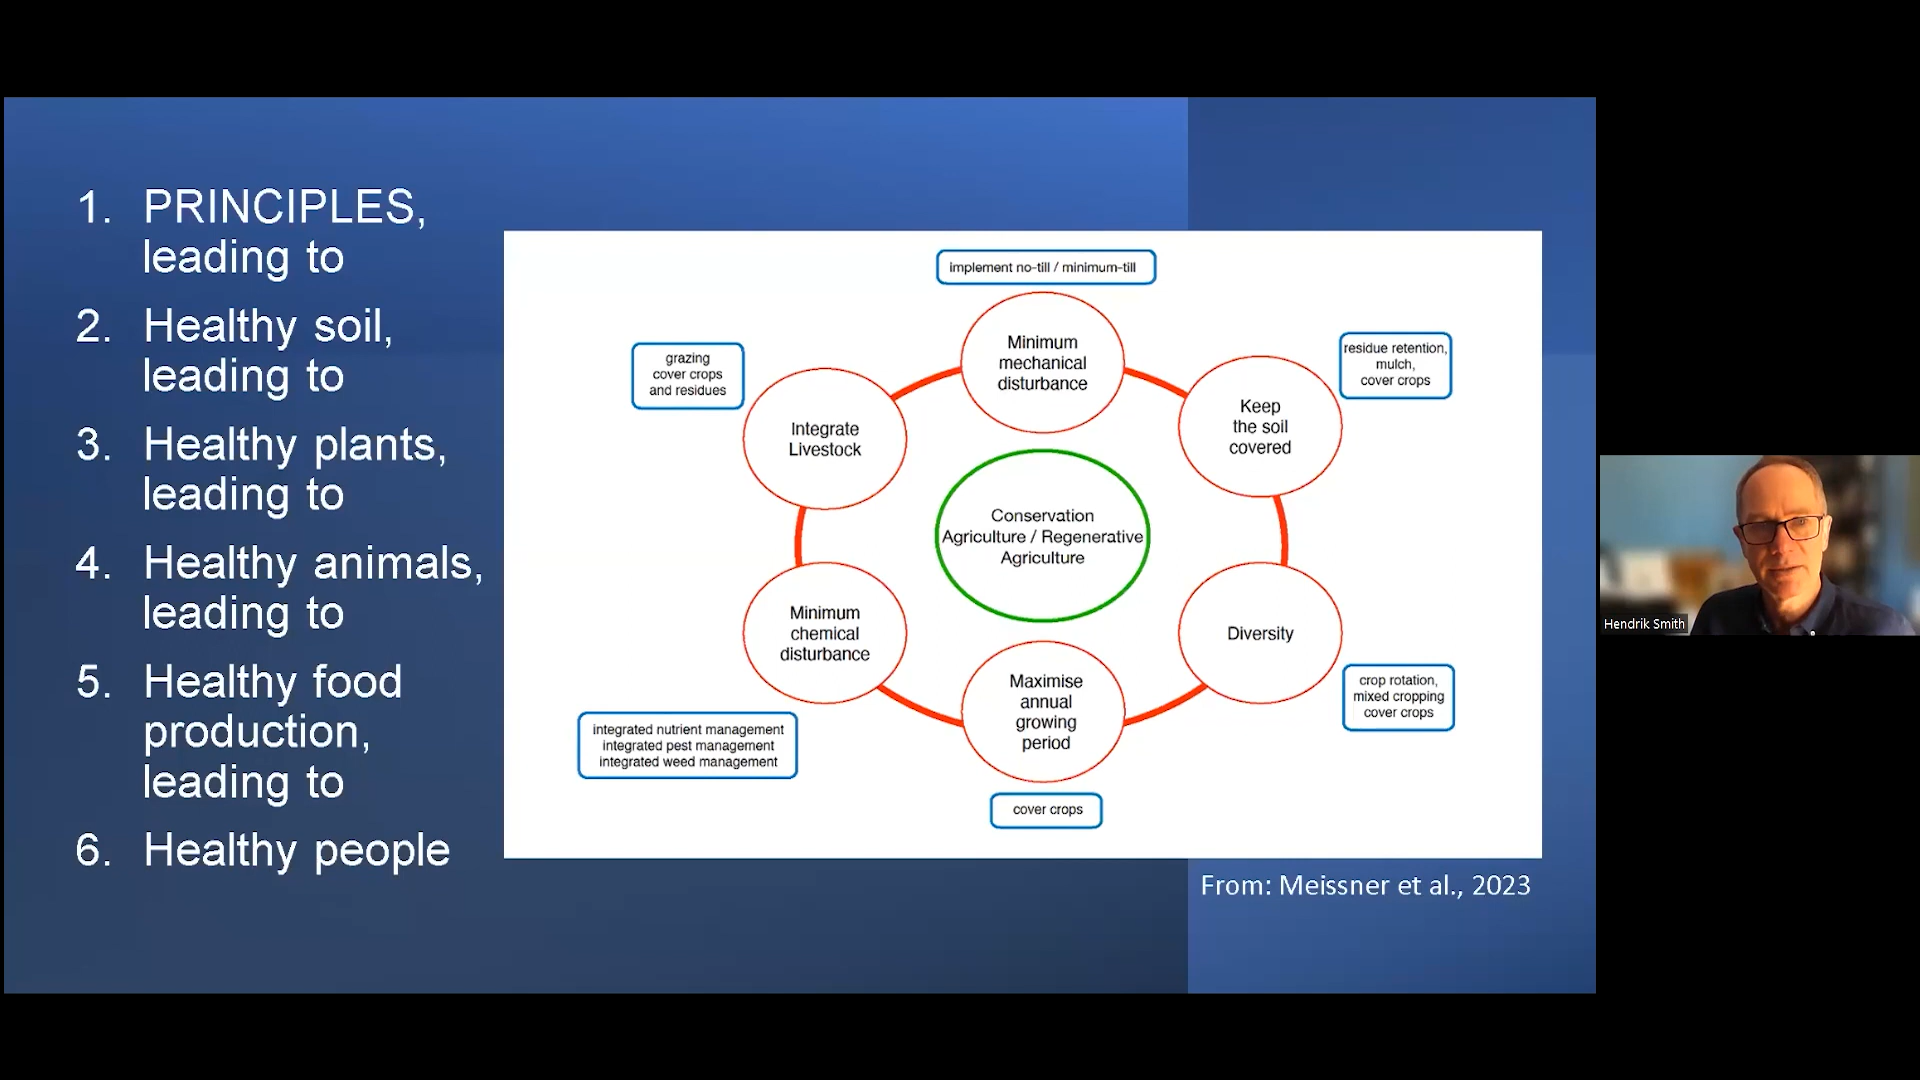 1. PRINCIPLES,
leading to
2. Healthy soil,
leading to
3. Healthy plants,
leading to
4. Healthy animals,
leading to
5. Healthy food
production,
leading to
6. Healthy people
implement no-till / minimum-till
Minimum
mechanical
disturbance
residue retention,
mulch,
cover crops
Keep
the soil
covered
grazing
cover crops
and residues
Integrate
Livestock
Conservation
Agriculture / Regenerative
Agriculture
Minimum
chemical
disturbance
Diversity
crop rotation,
mixed cropping
cover crops
Maximise
annual
growing
period
integrated nutrient management
integrated pest management
integrated weed management
cover crops
From: Meissner et al., 2023
Hendrik Smith